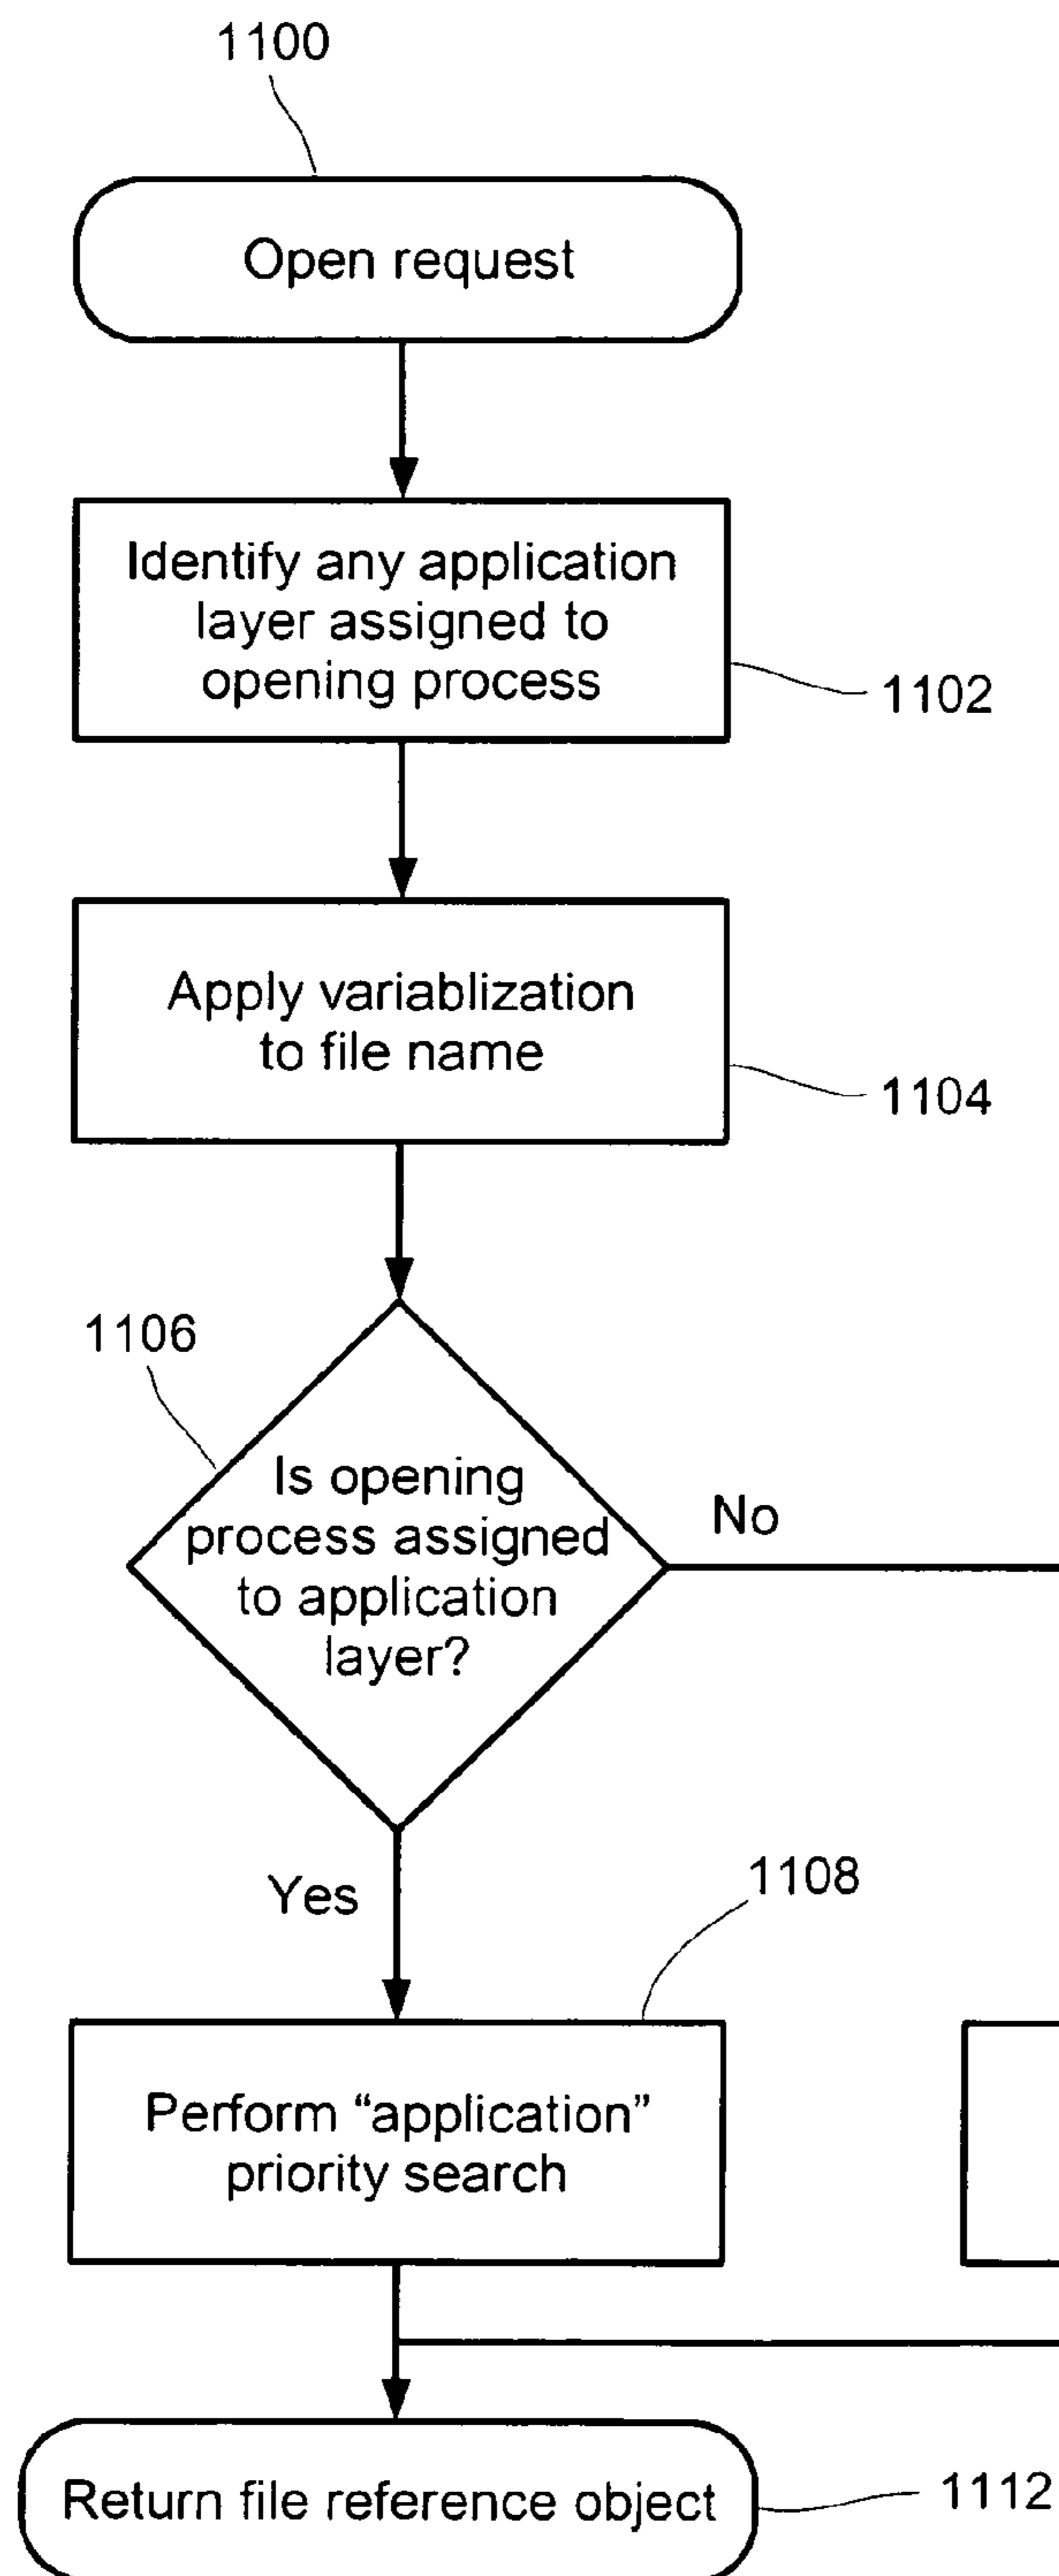 1100
Open request
Identify any application
layer assigned to
opening process
1102
Apply variablization
to file name
1104
1106
Is opening
process assigned
to application
layer?
No
Yes
1108
Perform “application”
priority search
Return file reference object
1112